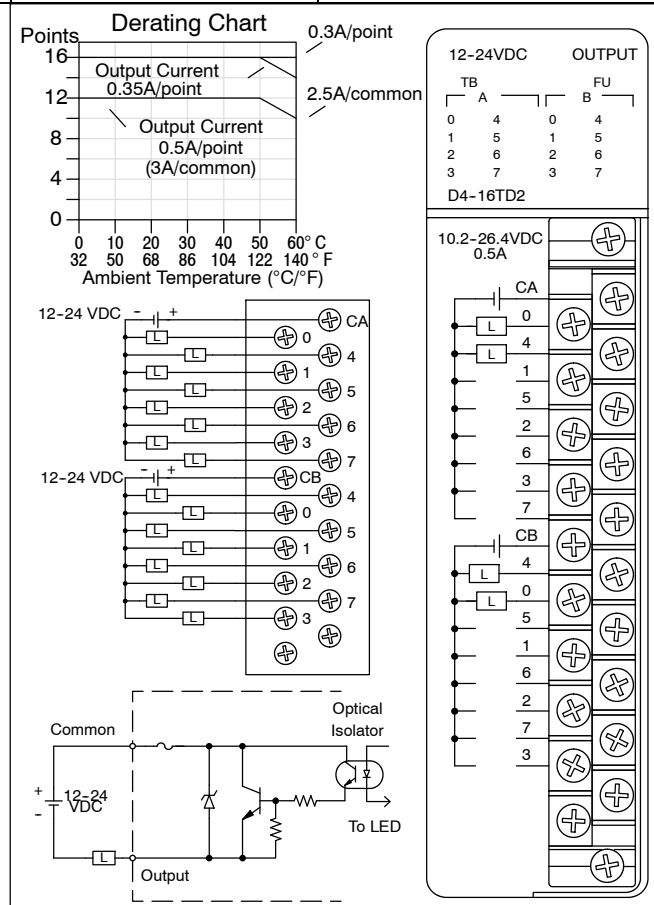 Derating Chart
Points
16
12
8
4
0
0.3A/point
2.5A/common
Output Current
0.35A/point
Output Current
0.5A/point
(3A/common)
0 10 20 30 40 50 60°C
32 50 68 86 104 122 140 °F
Ambient Temperature (°C/°F)
12-24 VDC
- +
CA
L 0
L 4
L 1
L 5
L 2
L 6
L 3
L 7
12-24 VDC
- +
CB
L 4
L 0
L 5
L 1
L 6
L 2
L 7
L 3
Common
Optical
Isolator
+
12-24
VDC
-
To LED
L
Output
12-24VDC OUTPUT
TB FU
A B
0 4 0 4
1 5 1 5
2 6 2 6
3 7 3 7
D4-16TD2
10.2-26.4VDC
0.5A
CA
L 0
L 4
1
5
2
6
3
7
CB
L 4
L 0
5
1
6
2
7
3